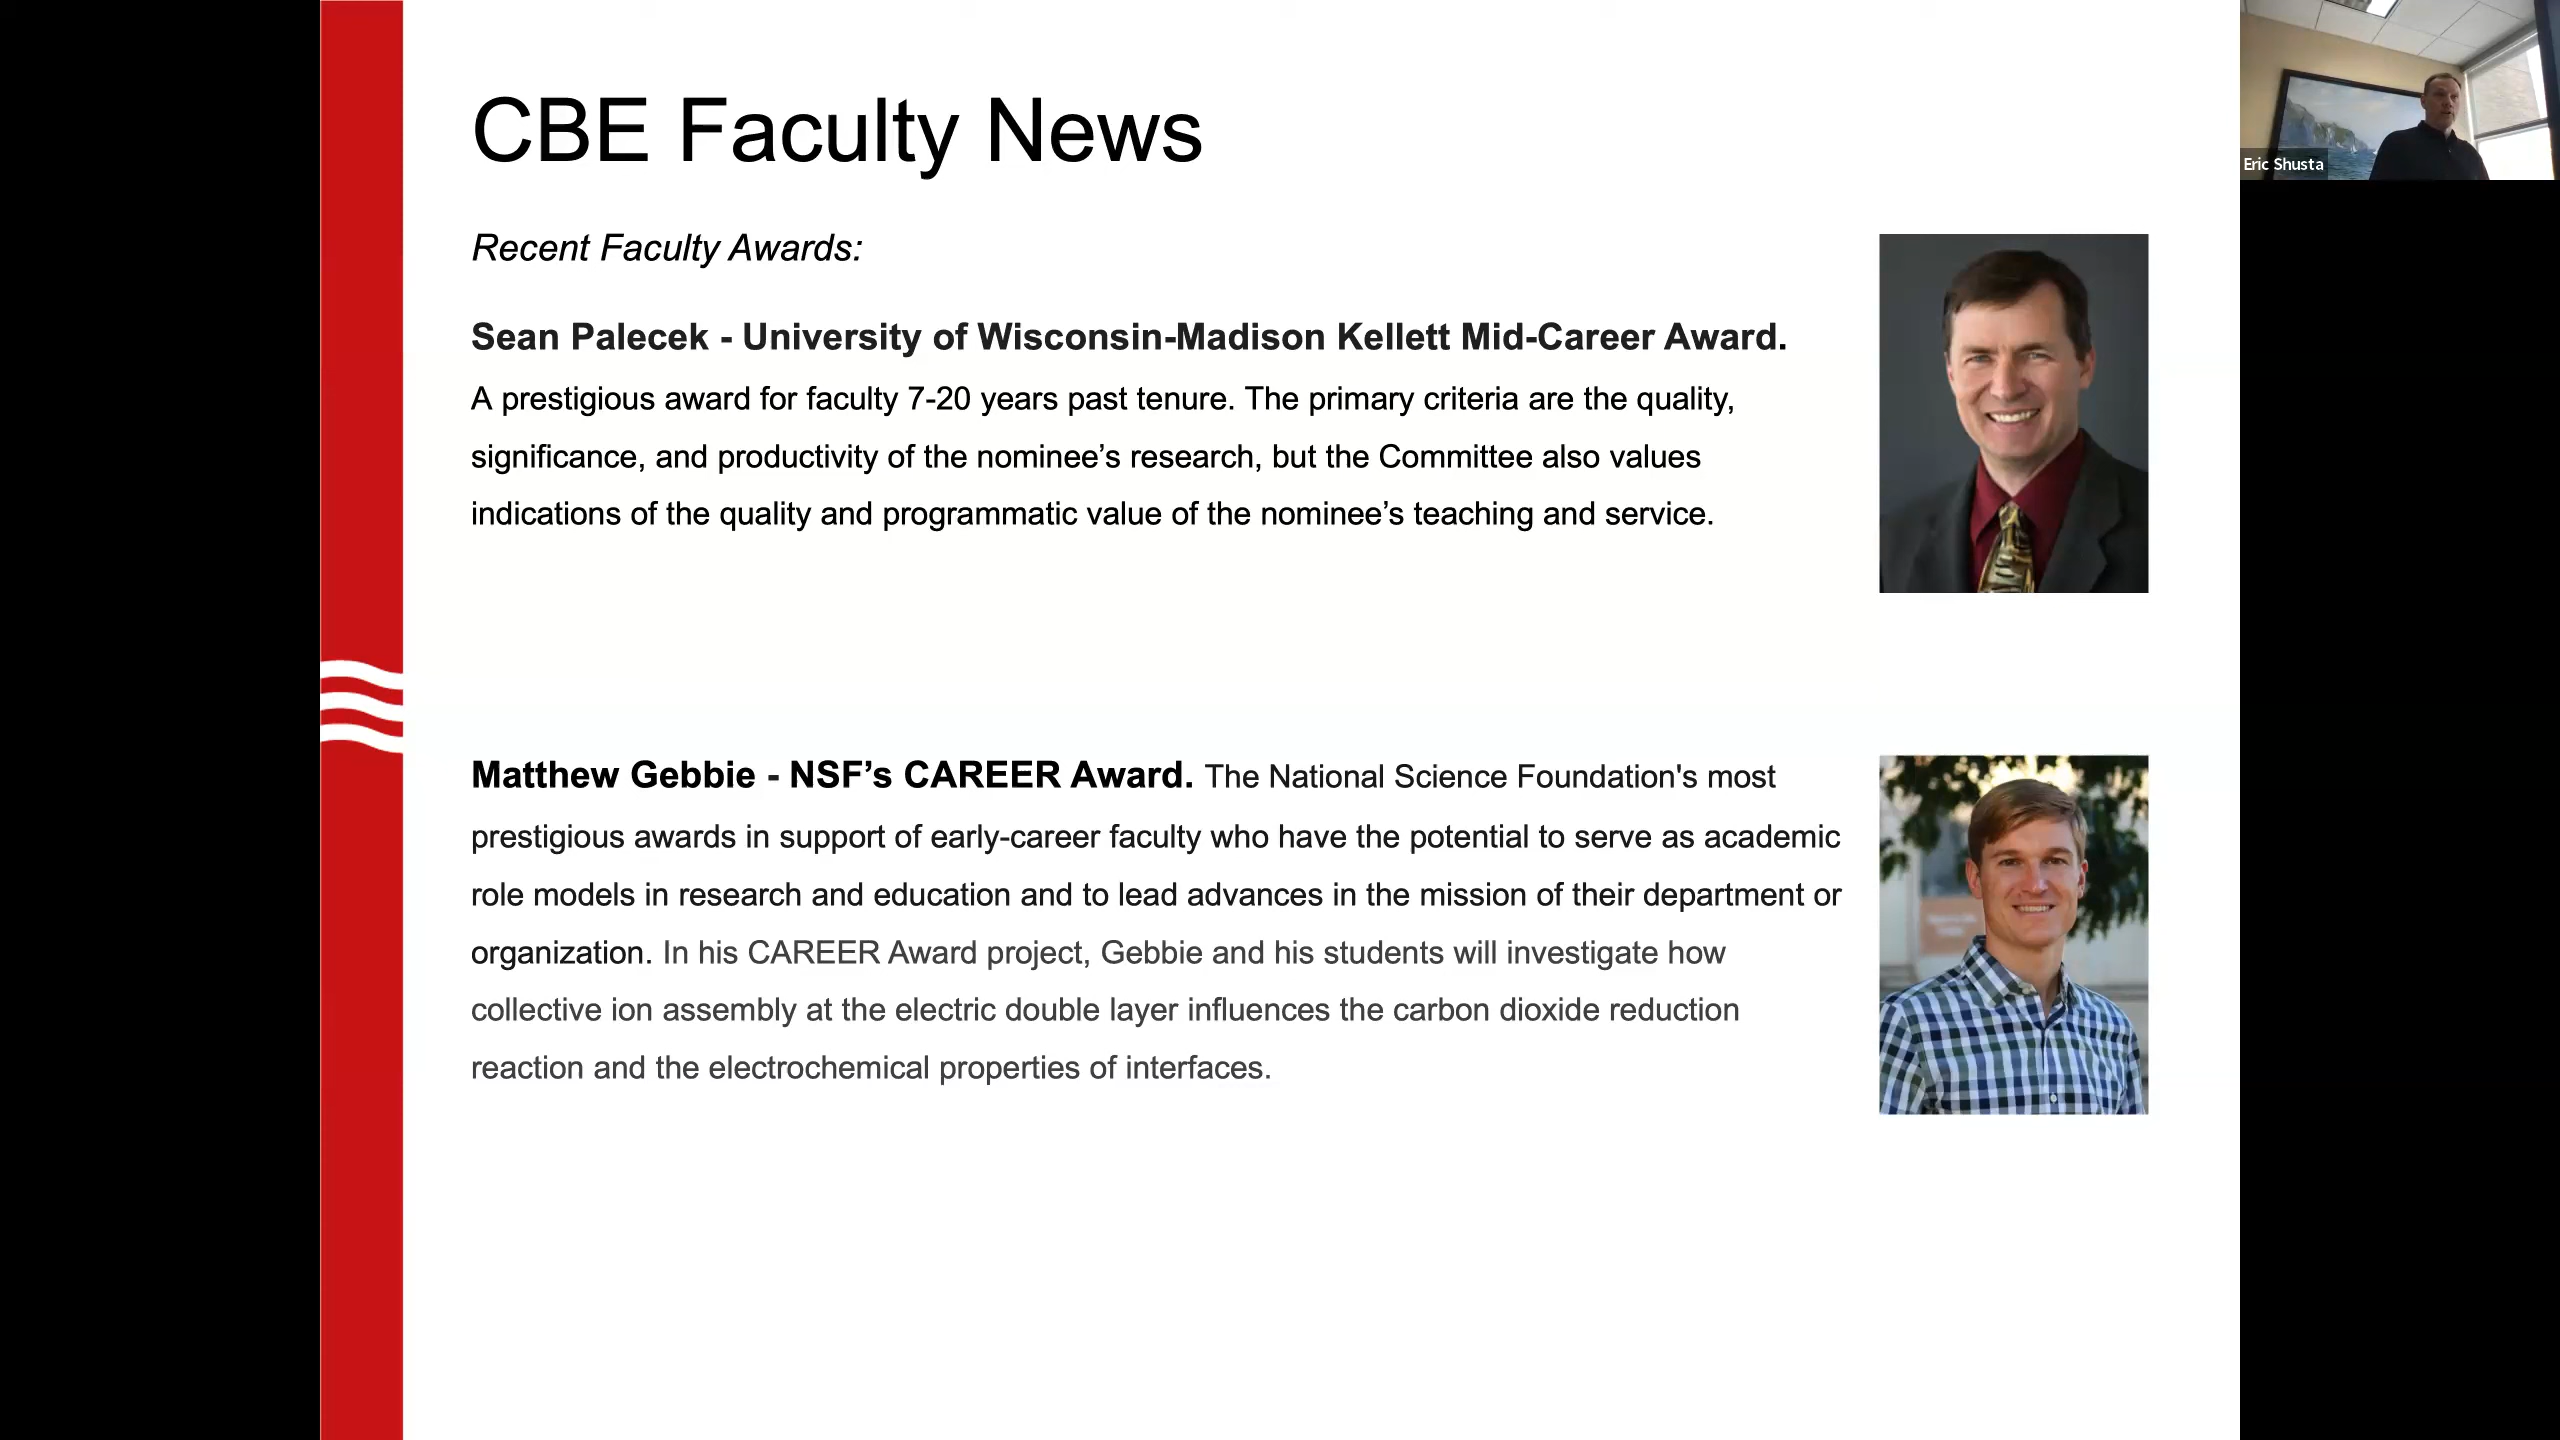 CBE Faculty News
Eric Shusta
Recent Faculty Awards:
Sean Palecek - University of Wisconsin-Madison Kellett Mid-Career Award.
A prestigious award for faculty 7-20 years past tenure. The primary criteria are the quality,
significance, and productivity of the nominee’s research, but the Committee also values
indications of the quality and programmatic value of the nominee’s teaching and service.
Matthew Gebbie - NSF’s CAREER Award. The National Science Foundation's most
prestigious awards in support of early-career faculty who have the potential to serve as academic
role models in research and education and to lead advances in the mission of their department or
organization. In his CAREER Award project, Gebbie and his students will investigate how
collective ion assembly at the electric double layer influences the carbon dioxide reduction
reaction and the electrochemical properties of interfaces.